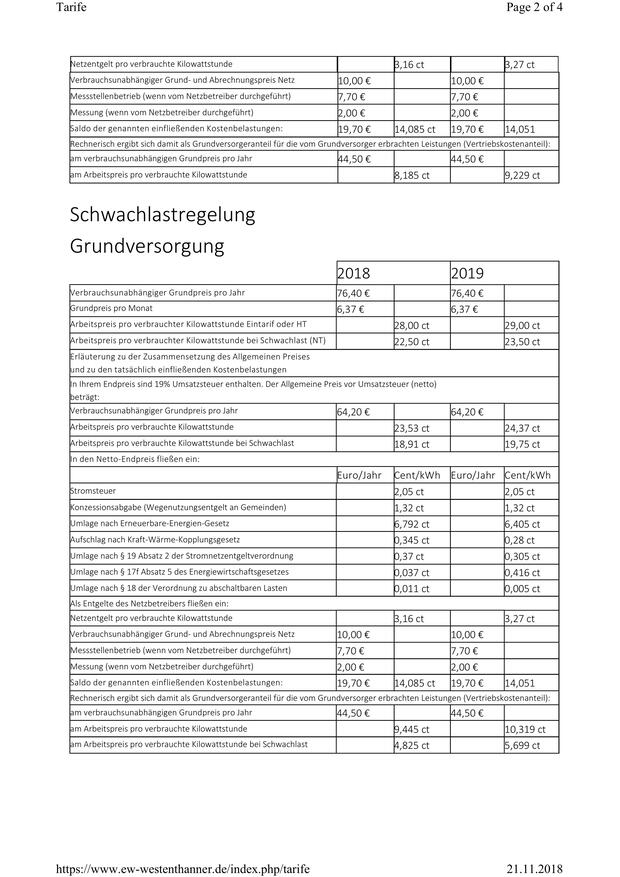 Tarife Page 2 of 4
Netzentgelt pro verbrauchte Kilowattstunde 3,16 ct 3,27 ct
Verbrauchsunabhängiger Grund- und Abrechnungspreis Netz 10,00 € 10,00 €
Messstellenbetrieb (wenn vom Netzbetreiber durchgeführt) 7,70 € 7,70 €
Messung (wenn vom Netzbetreiber durchgeführt) 2,00 € 2,00 €
Saldo der genannten einfließenden Kostenbelastungen: 19,70 € 14,085 ct 19,70 € 14,051
Rechnerisch ergibt sich damit als Grundversorgeranteil für die vom Grundversorger erbrachten Leistungen (Vertriebskostenanteil):
am verbrauchsunabhängigen Grundpreis pro Jahr 44,50 € 44,50 €
am Arbeitspreis pro verbrauchte Kilowattstunde 8,185 ct 9,229 ct
Schwachlastregelung
Grundversorgung
2018 2019
Verbrauchsunabhängiger Grundpreis pro Jahr 76,40 € 76,40 €
Grundpreis pro Monat 6,37 € 6,37 €
Arbeitspreis pro verbrauchter Kilowattstunde Eintarif oder HT 28,00 ct 29,00 ct
Arbeitspreis pro verbrauchte Kilowattstunde bei Schwachlast (NT) 22,50 ct 23,50 ct
Erläuterung zu der Zusammensetzung des Allgemeinen Preises
und zu den tatsächlich einfließenden Kostenbelastungen
In Ihrem Endpreis sind 19% Umsatzsteuer enthalten. Der Allgemeine Preis vor Umsatzsteuer (netto)
beträgt:
Verbrauchsunabhängiger Grundpreis pro Jahr 64,20 € 64,20 €
Arbeitspreis pro verbrauchte Kilowattstunde 23,53 ct 24,37 ct
Arbeitspreis pro verbrauchte Kilowattstunde bei Schwachlast 18,91 ct 19,75 ct
In den Netto-Endpreis fließen ein:
Euro/Jahr Cent/kWh Euro/Jahr Cent/kWh
Stromsteuer 2,05 ct 2,05 ct
Konzessionsabgabe (Wegenutzungsentgelt an Gemeinden) 1,32 ct 1,32 ct
Umlage nach Erneuerbare-Energien-Gesetz 6,792 ct 6,405 ct
Aufschlag nach Kraft-Wärme-Kopplungsgesetz 0,345 ct 0,28 ct
Umlage nach § 19 Absatz 2 der Stromnetzentgeltverordnung 0,37 ct 0,305 ct
Umlage nach § 17f Absatz 5 des Energiewirtschaftsgesetzes 0,037 ct 0,416 ct
Umlage nach § 18 der Verordnung zu abschaltbaren Lasten 0,011 ct 0,005 ct
Als Entgelte des Netzbetreibers fließen ein:
Netzentgelt pro verbrauchte Kilowattstunde 3,16 ct 3,27 ct
Verbrauchsunabhängiger Grund- und Abrechnungspreis Netz 10,00 € 10,00 €
Messstellenbetrieb (wenn vom Netzbetreiber durchgeführt) 7,70 € 7,70 €
Messung (wenn vom Netzbetreiber durchgeführt) 2,00 € 2,00 €
Saldo der genannten einfließenden Kostenbelastungen: 19,70 € 14,085 ct 19,70 € 14,051
Rechnerisch ergibt sich damit als Grundversorgeranteil für die vom Grundversorger erbrachten Leistungen (Vertriebskostenanteil):
am verbrauchsunabhängigen Grundpreis pro Jahr 44,50 € 44,50 €
am Arbeitspreis pro verbrauchte Kilowattstunde 9,445 ct 10,319 ct
am Arbeitspreis pro verbrauchte Kilowattstunde bei Schwachlast 4,825 ct 5,699 ct
https://www.ew-westenthanner.de/index.php/tarife 21.11.2018